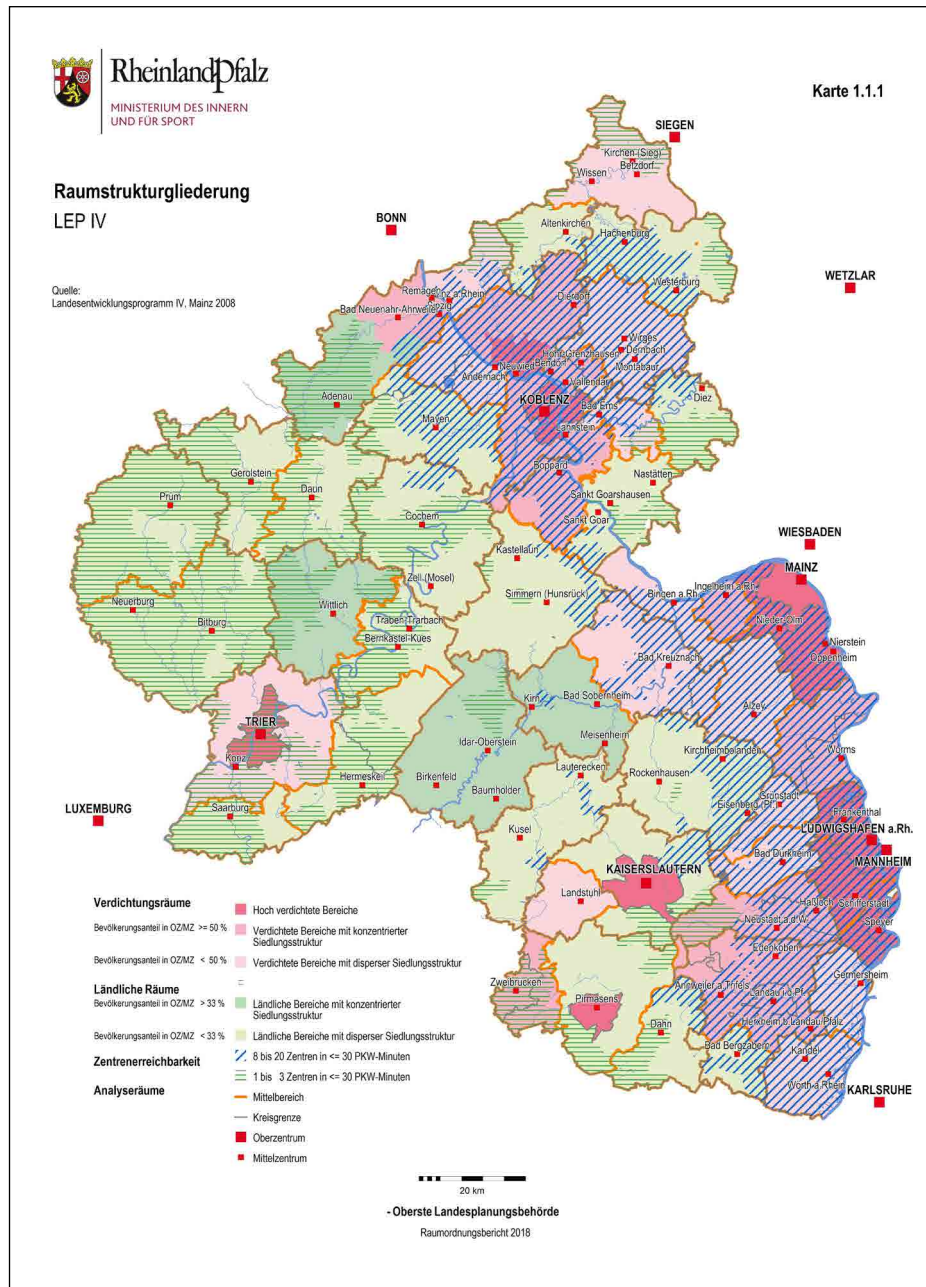 RheinlandPfalz
MINISTERIUM DES INNERN
UND FÜR SPORT
Karte 1.1.1
Raumstrukturgliederung
LEP IV
Quelle:
Landesentwicklungsprogramm IV, Mainz 2008
SIEGEN
Kirchen (Sieg)
Betzdorf
Wissen
BONN
Altenkirchen
Hachenburg
WETZLAR
Westerburg
Remagen
a.Rhein
Bad Neuenahr-Ahrweiler
Dierdorf
Wirges
Dernbach
Montabaur
Höhr-Grenzhausen
Bendorf
Neuwied
Andernach
Vallendar
Diez
Adenau
KOBLENZ
Bad Ems
Mayen
Lahnstein
Boppard
Nastätten
Gerolstein
Daun
Prüm
Sankt Goarshausen
Sankt Goar
Cochem
WIESBADEN
Kastellaun
MAINZ
Zell (Mosel)
Ingelheim a.Rh.
Bingen a.Rh.
Simmern (Hunsrück)
Neuerburg
Wittlich
Bitburg
Traben-Trarbach
Bernkastel-Kues
Nieder-Olm
Nierstein
Oppenheim
Bad Kreuznach
Kirn
Bad Sobernheim
Alzey
TRIER
Meisenheim
Idar-Oberstein
Kirchheimbolanden
Worms
Konz
Hermeskeil
Birkenfeld
Baumholder
Lauterecken
Rockenhausen
Saarburg
LUXEMBURG
Grünstadt
Eisenberg (Pf.)
Frankenthal
Kusel
LUDWIGSHAFEN a.Rh.
MANNHEIM
Bad Dürkheim
KAISERSLAUTERN
Landstuhl
Haßloch
Schifferstadt
Neustadt a.d.W.
Speyer
Edenkoben
Germersheim
Zweibrücken
Annweiler a.Trifels
Pirmasens
Landau i.d.Pf.
Dahn
Herxheim b.Landau/Pfalz
Bad Bergzabern
Kandel
Wörth a.Rhein
KARLSRUHE
Verdichtungsräume
Hoch verdichtete Bereiche
Bevölkerungsanteil in OZ/MZ >= 50 %
Verdichtete Bereiche mit konzentrierter
Siedlungsstruktur
Bevölkerungsanteil in OZ/MZ < 50 %
Verdichtete Bereiche mit disperser Siedlungsstruktur
Ländliche Räume
Bevölkerungsanteil in OZ/MZ > 33 %
Ländliche Bereiche mit konzentrierter
Siedlungsstruktur
Bevölkerungsanteil in OZ/MZ < 33 %
Ländliche Bereiche mit disperser Siedlungsstruktur
Zentrenerreichbarkeit
8 bis 20 Zentren in <= 30 PKW-Minuten
1 bis 3 Zentren in <= 30 PKW-Minuten
Analyseräume
Mittelbereich
Kreisgrenze
Oberzentrum
Mittelzentrum
20 km
- Oberste Landesplanungsbehörde
Raumordnungsbericht 2018